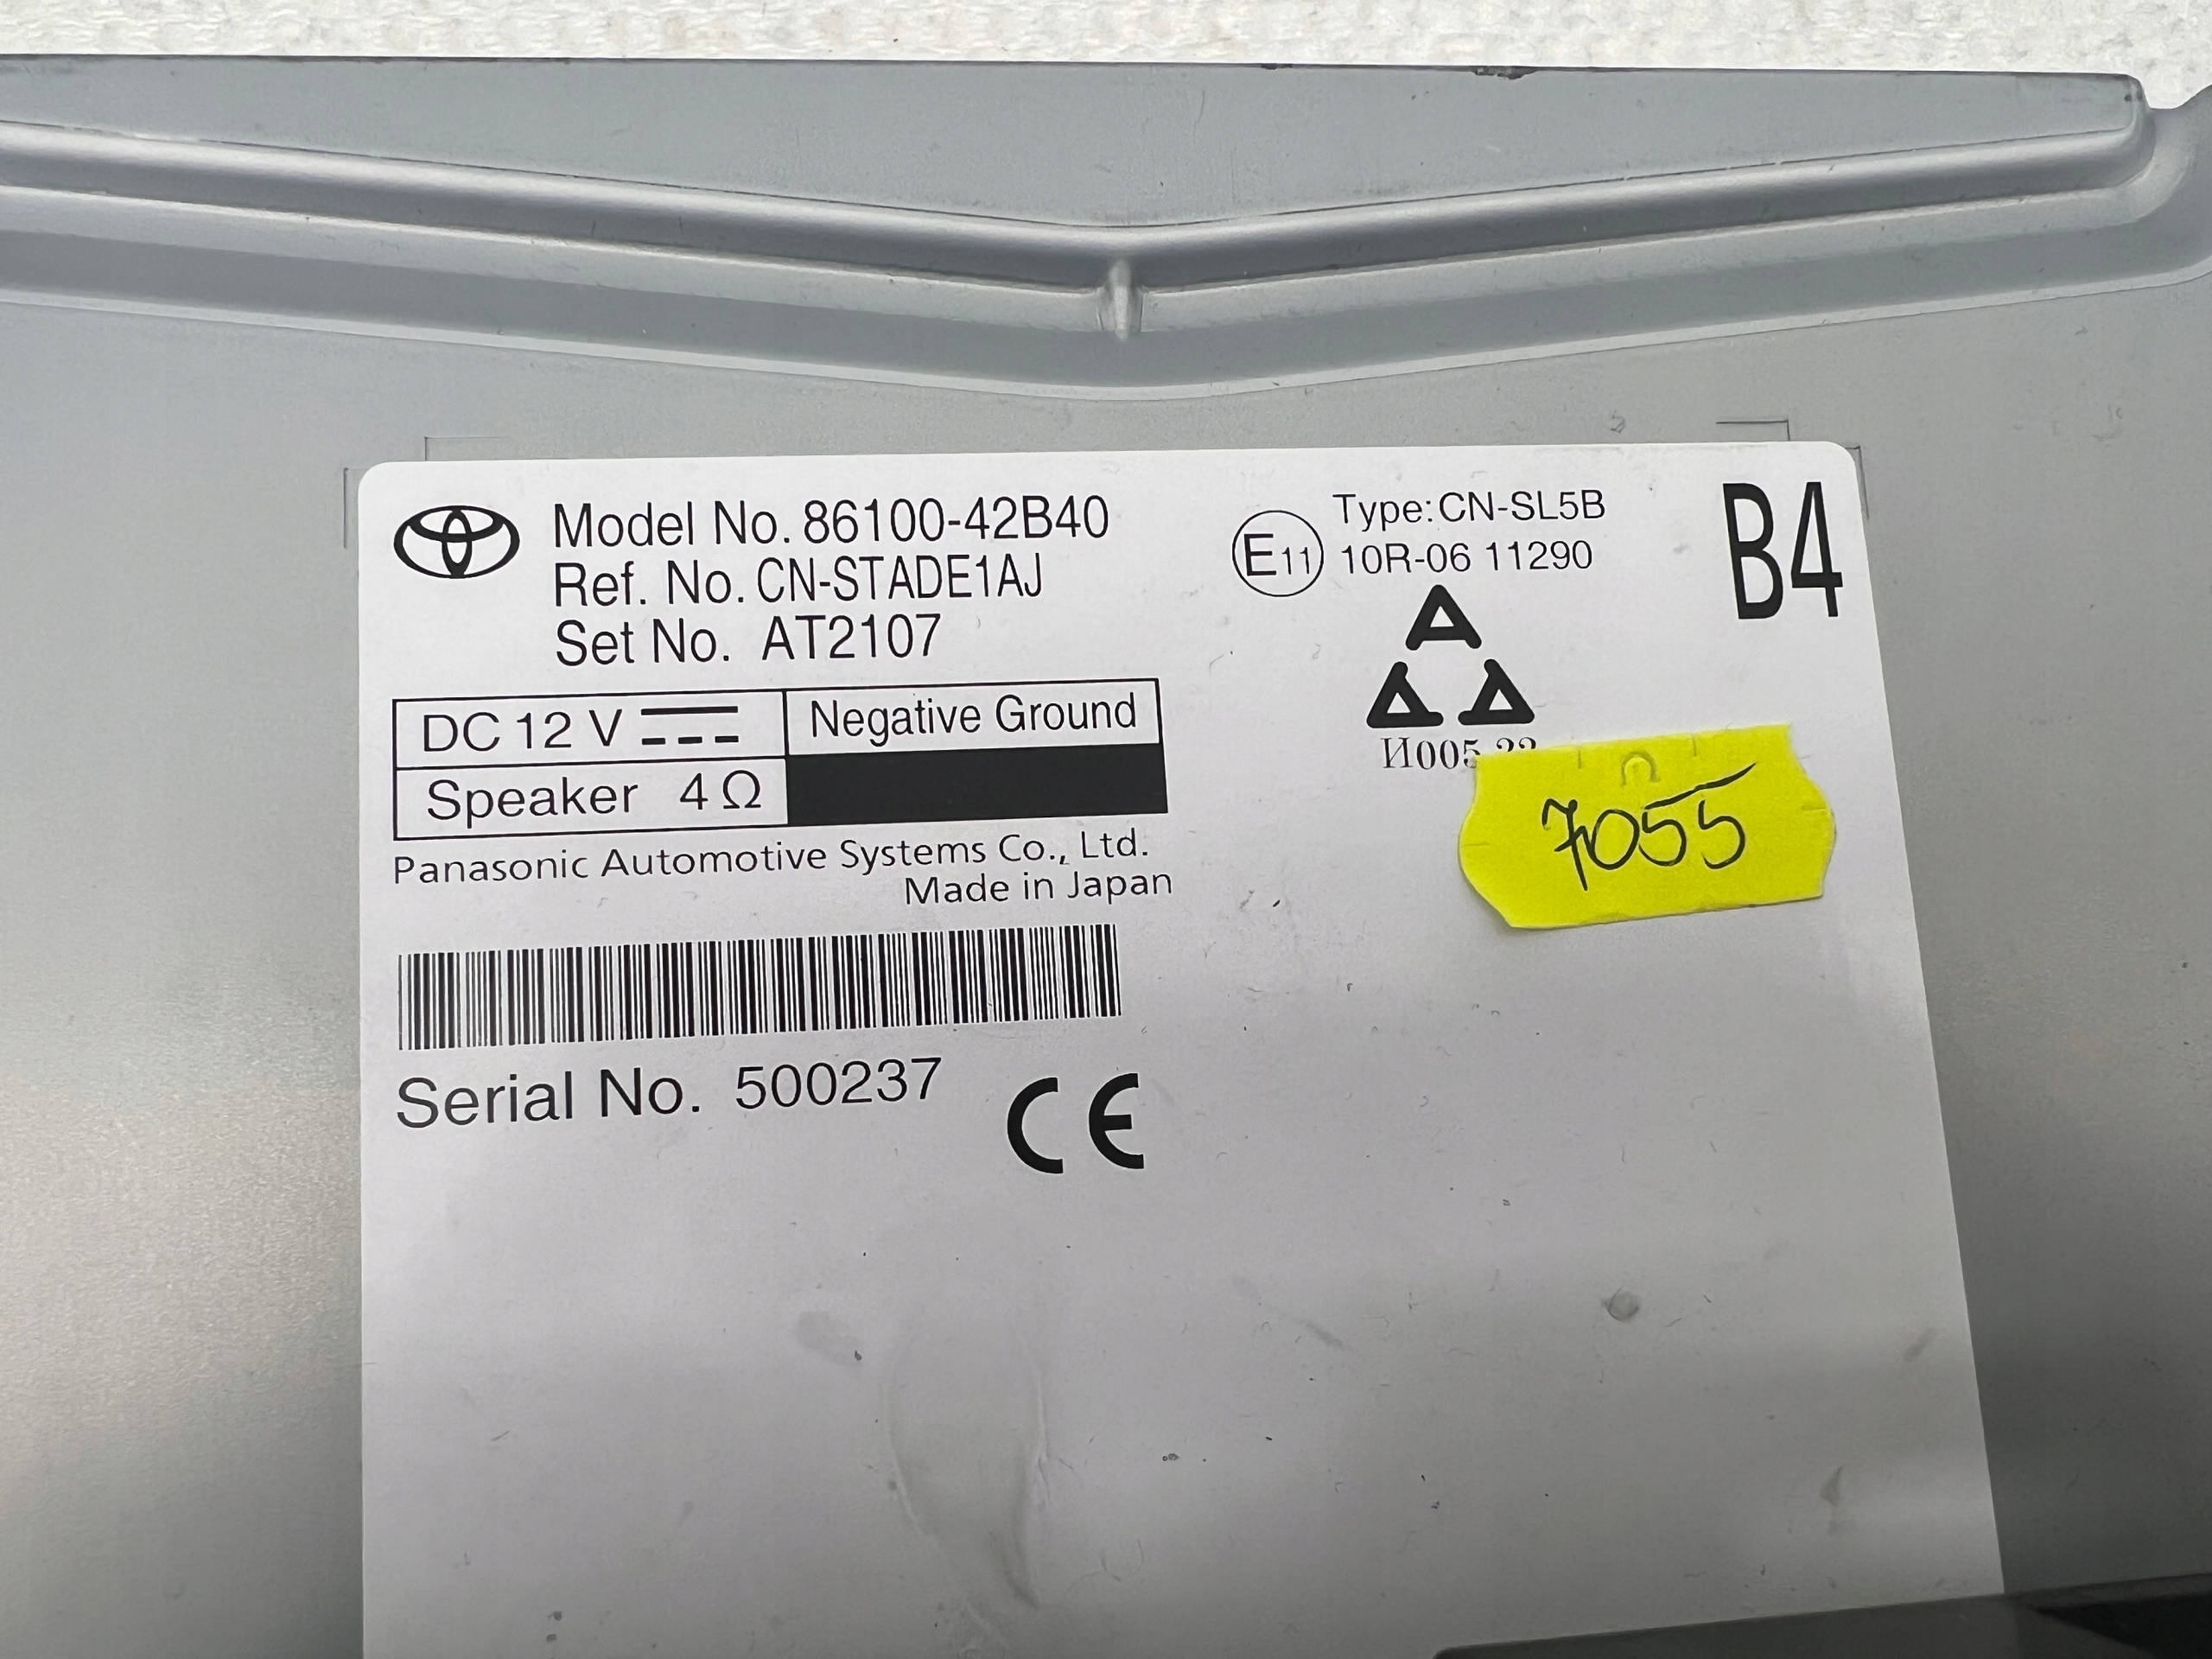 Model No. 86100-42B40
Ref. No. CN-STADE1AJ
Set No. AT2107
DC 12 V
Negative Ground
Speaker 4 Ω
Panasonic Automotive Systems Co., Ltd.
Made in Japan
Serial No. 500237
CE
E11
Type:CN-SL5B
10R-06 11290
B4
7055